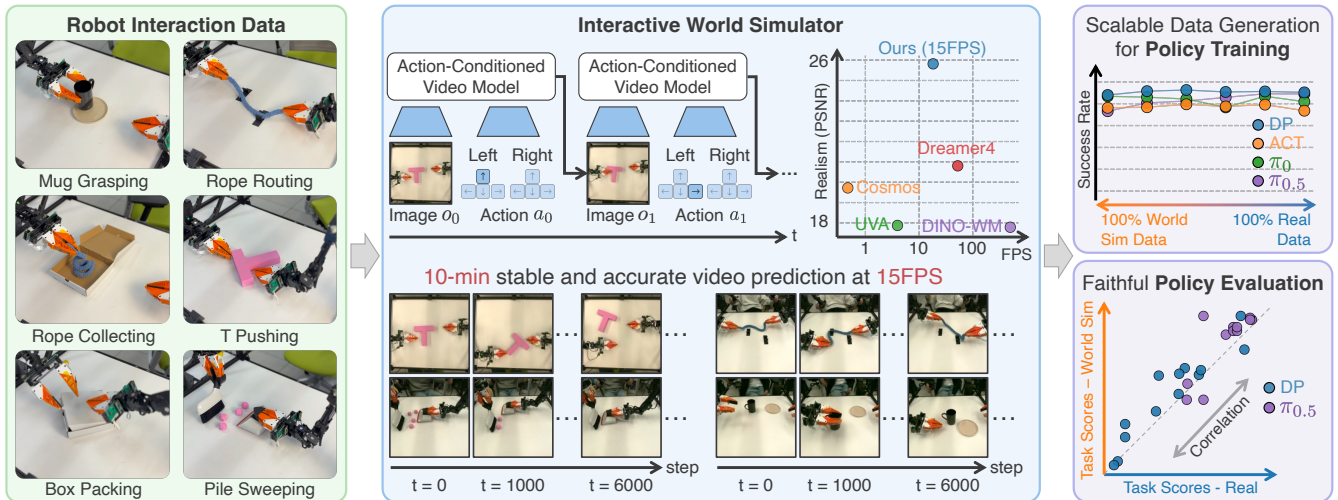 Robot Interaction Data
Mug Grasping
Rope Routing
Rope Collecting
T Pushing
Box Packing
Pile Sweeping
Interactive World Simulator
Action-Conditioned
Video Model
Action-Conditioned
Video Model
Left Right
Left Right
↑ ↑
← ↓ → ← ↓ →
↑ ↑
← ↓ → ← ↓ →
...
Image o₀
Action a₀
Image o₁
Action a₁
t
Realism (PSNR)
26
18
Ours (15FPS)
Dreamer4
Cosmos
UVA
DINO-WM
1 10 100
FPS
10-min stable and accurate video prediction at 15FPS
... ...
... ...
... ...
... ...
step
t = 0 t = 1000 t = 6000
step
t = 0 t = 1000 t = 6000
Scalable Data Generation
for Policy Training
Success Rate
DP
ACT
π₀
π₀.₅
100% World
Sim Data
100% Real
Data
Faithful Policy Evaluation
Task Scores – World Sim
DP
π₀.₅
Correlation
Task Scores - Real